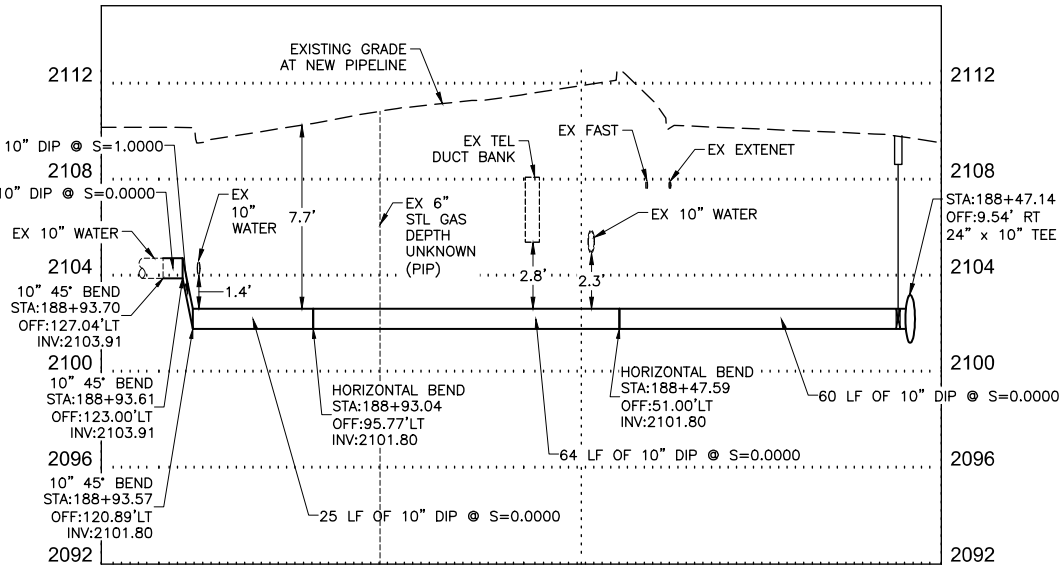 EXISTING GRADE
AT NEW PIPELINE
2112
2112
10” DIP @ S=1.0000
EX TEL
DUCT BANK
EX FAST
EX EXTENET
2108
2108
10” DIP @ S=0.0000
EX
10”
WATER
7.7’
EX 6”
STL GAS
DEPTH
UNKNOWN
(PIP)
EX 10” WATER
STA:188+47.14
OFF:9.54’ RT
24” x 10” TEE
EX 10” WATER
2104
2104
1.4’
2.8’
2.3’
10” 45° BEND
STA:188+93.70
OFF:127.04’LT
INV:2103.91
2100
2100
10” 45° BEND
STA:188+93.61
OFF:123.00’LT
INV:2103.91
HORIZONTAL BEND
STA:188+93.04
OFF:95.77’LT
INV:2101.80
HORIZONTAL BEND
STA:188+47.59
OFF:51.00’LT
INV:2101.80
60 LF OF 10” DIP @ S=0.0000
64 LF OF 10” DIP @ S=0.0000
2096
2096
10” 45° BEND
STA:188+93.57
OFF:120.89’LT
INV:2101.80
25 LF OF 10” DIP @ S=0.0000
2092
2092